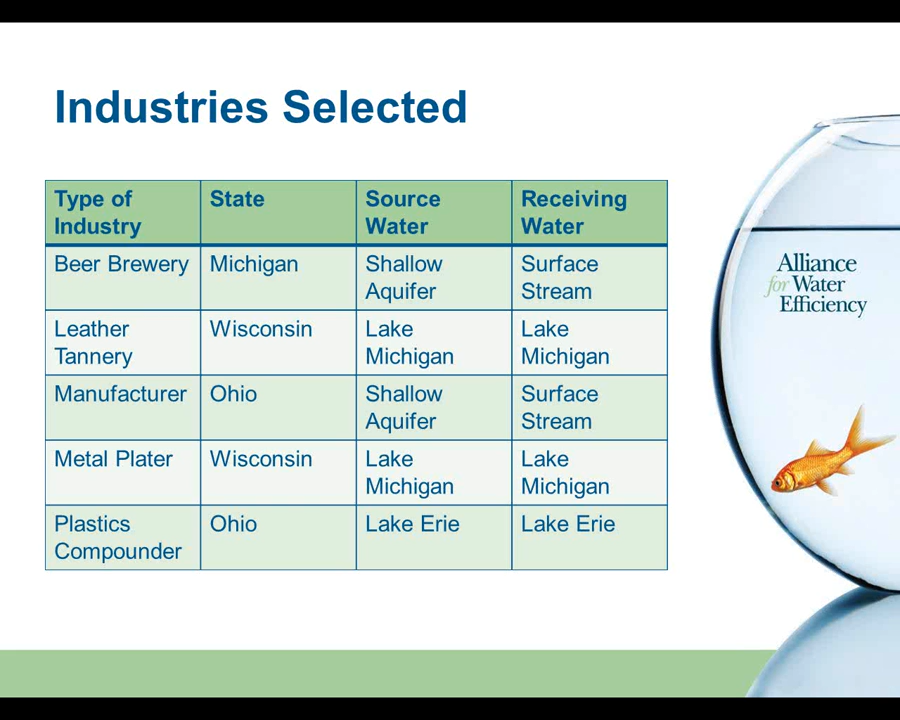 Industries Selected
Type of Industry | State | Source Water | Receiving Water
Beer Brewery | Michigan | Shallow Aquifer | Surface Stream
Leather Tannery | Wisconsin | Lake Michigan | Lake Michigan
Manufacturer | Ohio | Shallow Aquifer | Surface Stream
Metal Plater | Wisconsin | Lake Michigan | Lake Michigan
Plastics Compounder | Ohio | Lake Erie | Lake Erie
Alliance
for Water
Efficiency